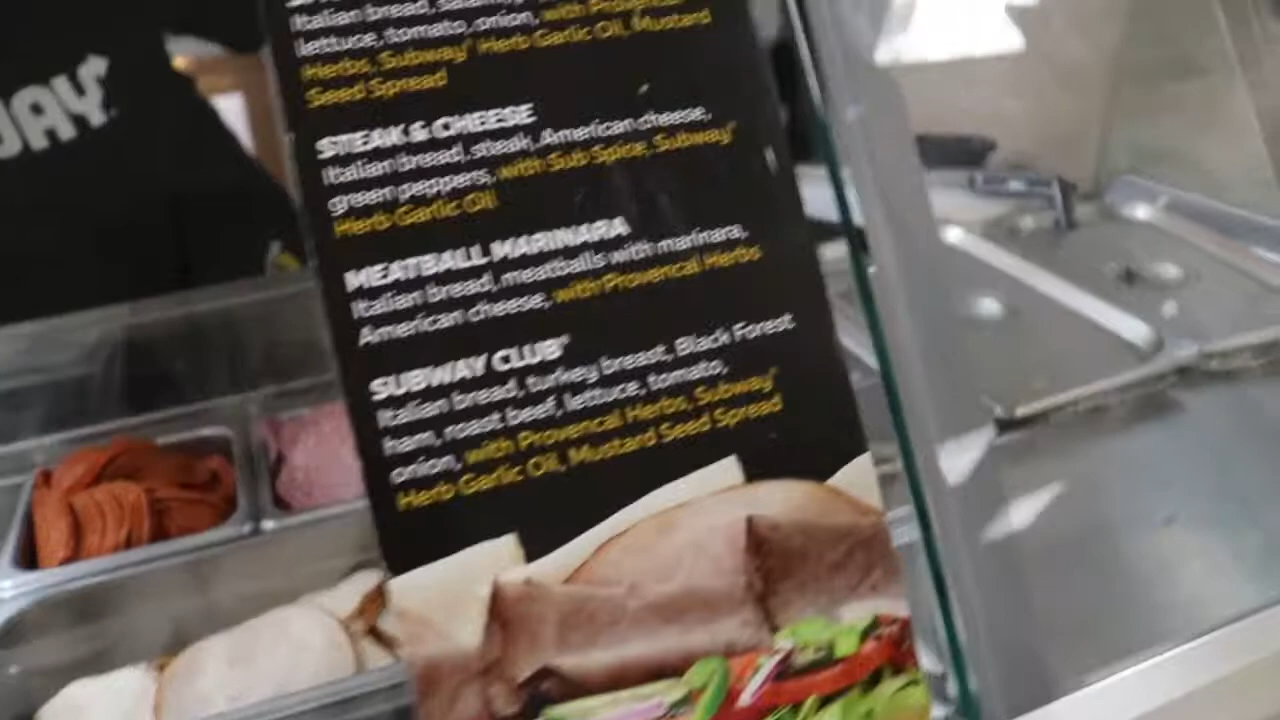 WAY
Italian bread,
lettuce, tomato, onion, with Provencal
Herbs, Subway® Herb Garlic Oil, Mustard
Seed Spread
STEAK & CHEESE
Italian bread, steak, American cheese,
green peppers, with Sub Spice, Subway®
Herb Garlic Oil
MEATBALL MARINARA
Italian bread, meatballs with marinara,
American cheese, with Provencal Herbs
SUBWAY CLUB®
Italian bread, turkey breast, Black Forest
ham, roast beef, lettuce, tomato,
onion, with Provencal Herbs, Subway®
Herb Garlic Oil, Mustard Seed Spread